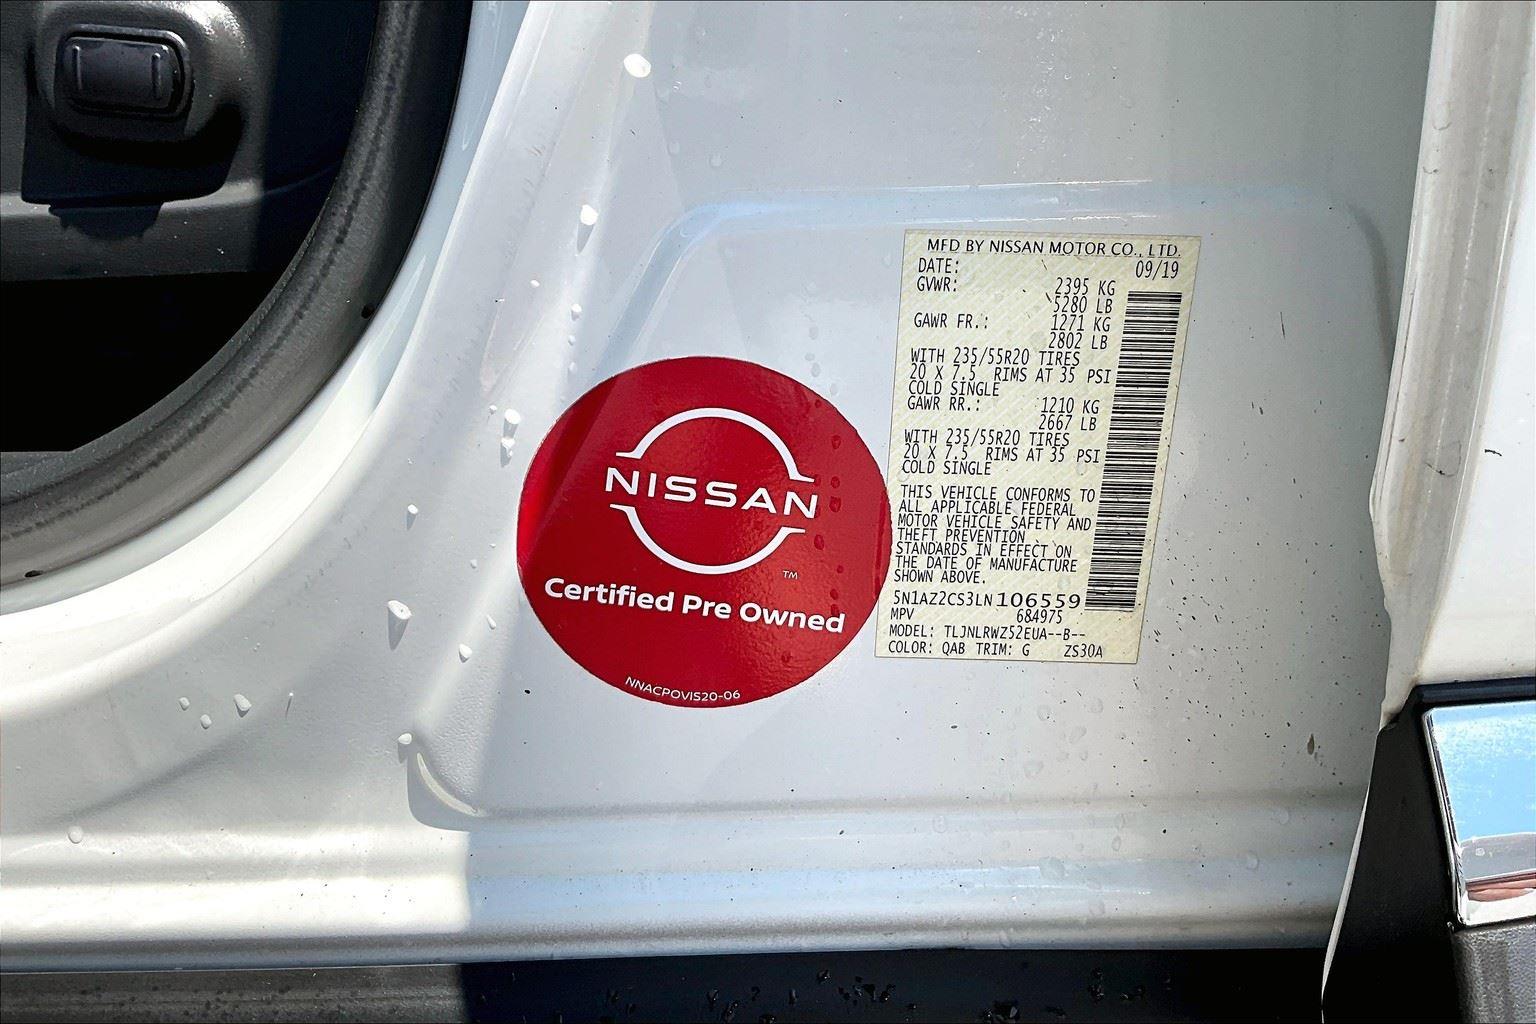 NISSAN
TM
Certified Pre Owned
NNACPOVIS20-06
MFD BY NISSAN MOTOR CO., LTD.
DATE: 09/19
GVWR: 2395 KG
5280 LB
GAWR FR.: 1271 KG
2802 LB
WITH 235/55R20 TIRES
20 X 7.5 RIMS AT 35 PSI
COLD SINGLE
GAWR RR.: 1210 KG
2667 LB
WITH 235/55R20 TIRES
20 X 7.5 RIMS AT 35 PSI
COLD SINGLE
THIS VEHICLE CONFORMS TO
ALL APPLICABLE FEDERAL
MOTOR VEHICLE SAFETY AND
THEFT PREVENTION
STANDARDS IN EFFECT ON
THE DATE OF MANUFACTURE
SHOWN ABOVE.
5N1AZ2CS3LN106559
MPV 684975
MODEL: TLJNLRWZ52EUA--B--
COLOR: QAB TRIM: G ZS30A